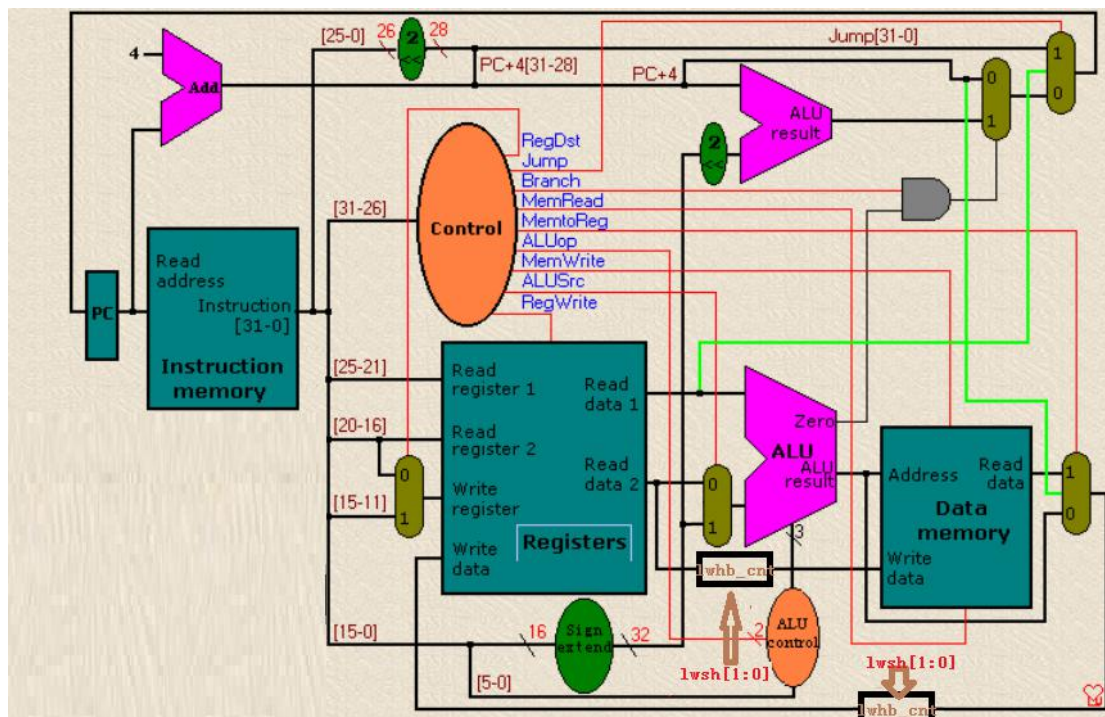 [25-0]
26
2
<<
28
Jump[31-0]
1
0
4
Add
PC+4[31-28]
PC+4
0
1
ALU
result
2
<<
RegDst
Jump
Branch
MemRead
MemtoReg
ALUop
MemWrite
ALUSrc
RegWrite
[31-26]
Control
PC
Read
address
Instruction
[31-0]
Instruction
memory
[25-21]
[20-16]
[15-11]
0
1
Read
register 1
Read
register 2
Write
register
Write
data
Read
data 1
Read
data 2
Registers
0
1
Zero
ALU
ALU
result
3
Address
Read
data
Data
memory
Write
data
1
0
lwhb_cnt
[15-0]
16
Sign
extend
32
[5-0]
lwsh[1:0]
2
ALU
control
lwsh[1:0]
lwhb_cnt